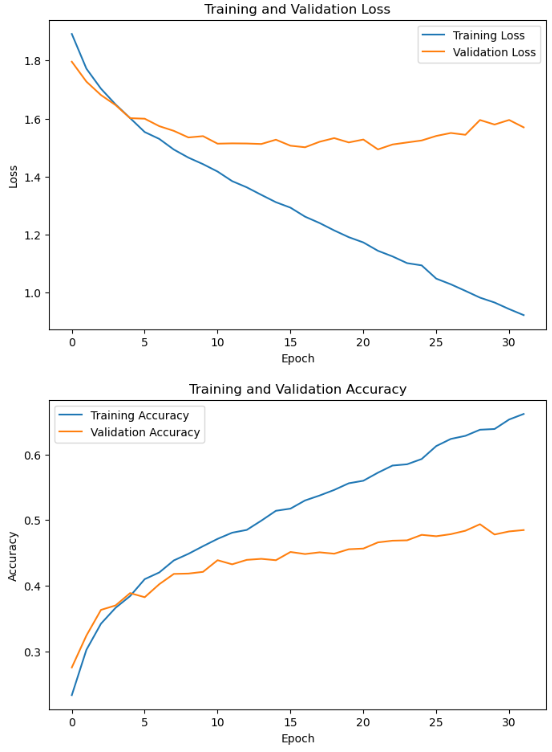 Training and Validation Loss
Training Loss
Validation Loss
1.8
1.6
1.4
1.2
1.0
Loss
0 5 10 15 20 25 30
Epoch
Training and Validation Accuracy
Training Accuracy
Validation Accuracy
0.6
0.5
0.4
0.3
Accuracy
0 5 10 15 20 25 30
Epoch